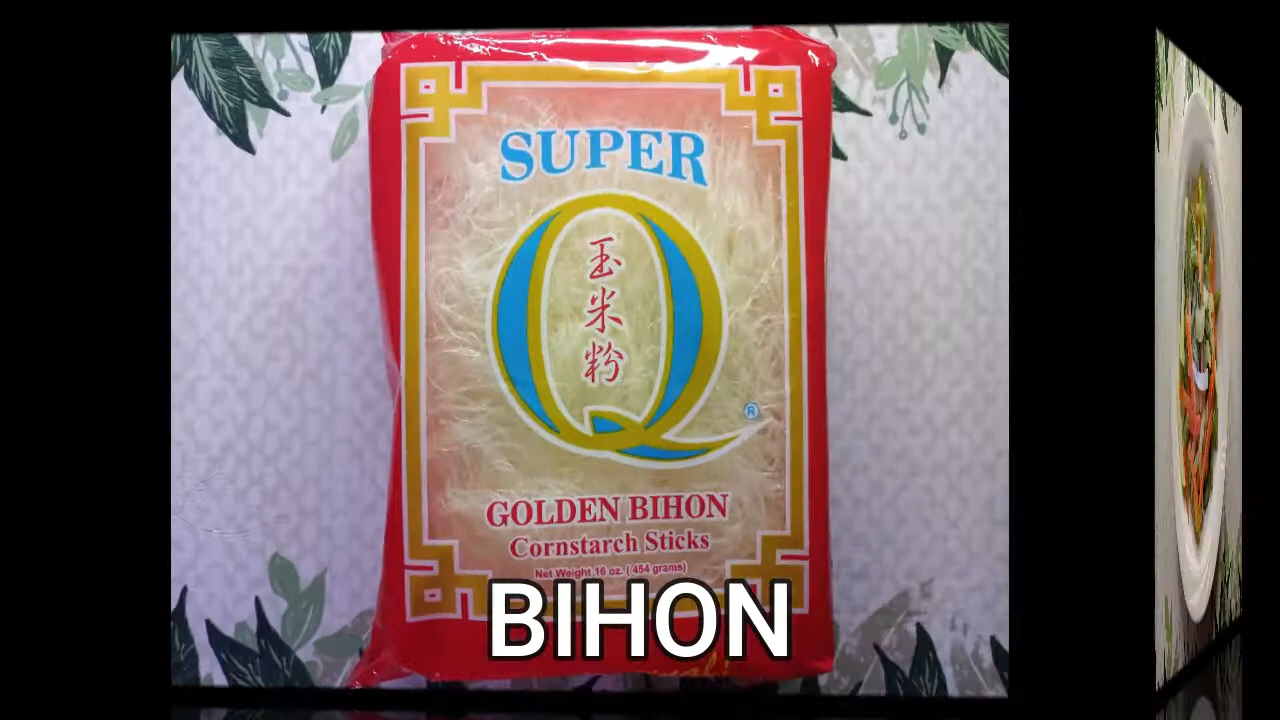 SUPER
Q
玉
米
粉
®
GOLDEN BIHON
Cornstarch Sticks
Net Weight 16 oz. (454 grams)
BIHON